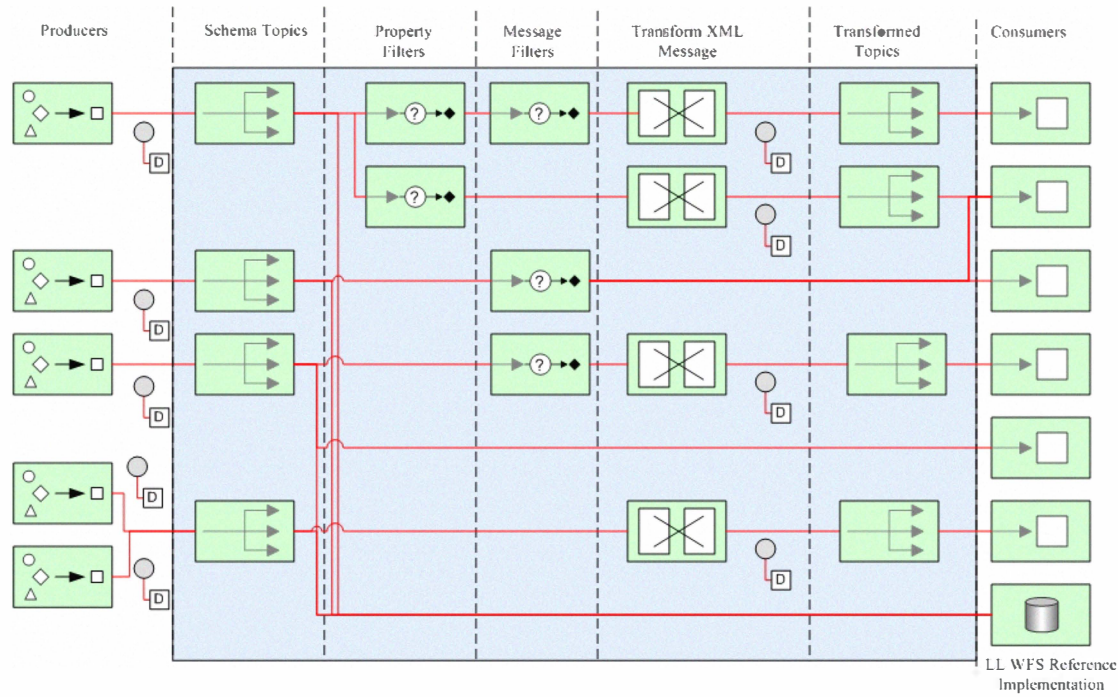 Producers
Schema Topics
Property
Filters
Message
Filters
Transform XML
Message
Transformed
Topics
Consumers
?
?
D
D
?
D
?
D
D
?
D
D
D
D
D
LL WFS Reference
Implementation